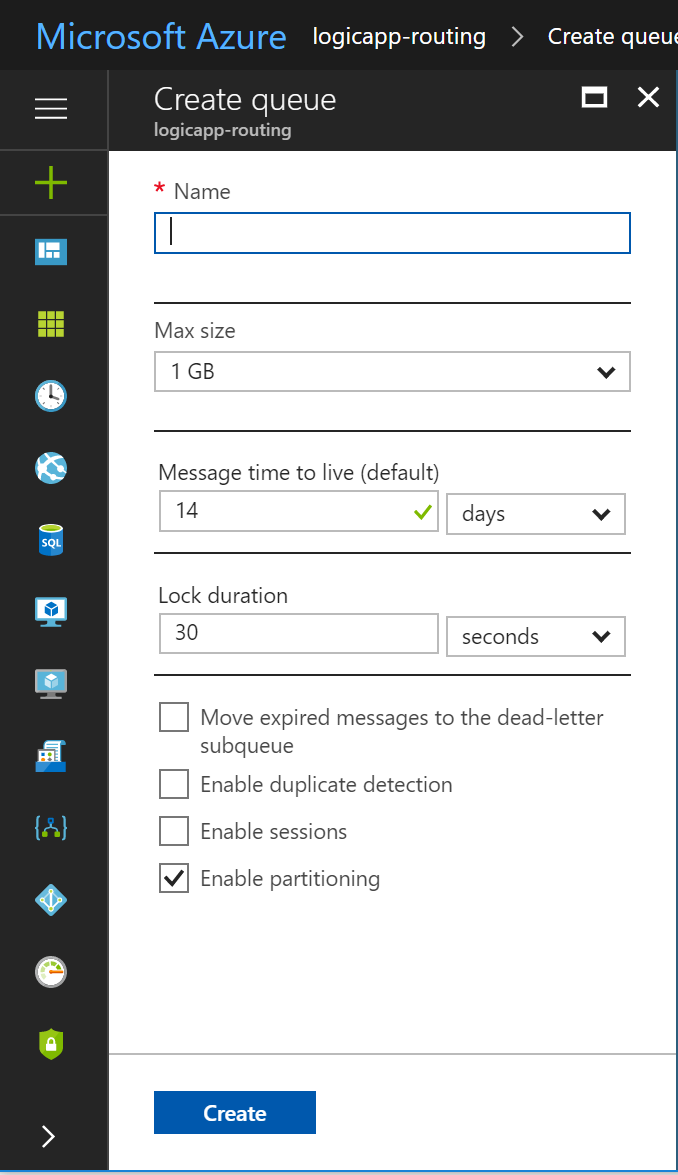 Microsoft Azure logicapp-routing > Create queue
Create queue
logicapp-routing
* Name
Max size
1 GB
Message time to live (default)
14 days
Lock duration
30 seconds
Move expired messages to the dead-letter
subqueue
Enable duplicate detection
Enable sessions
Enable partitioning
SQL
Create